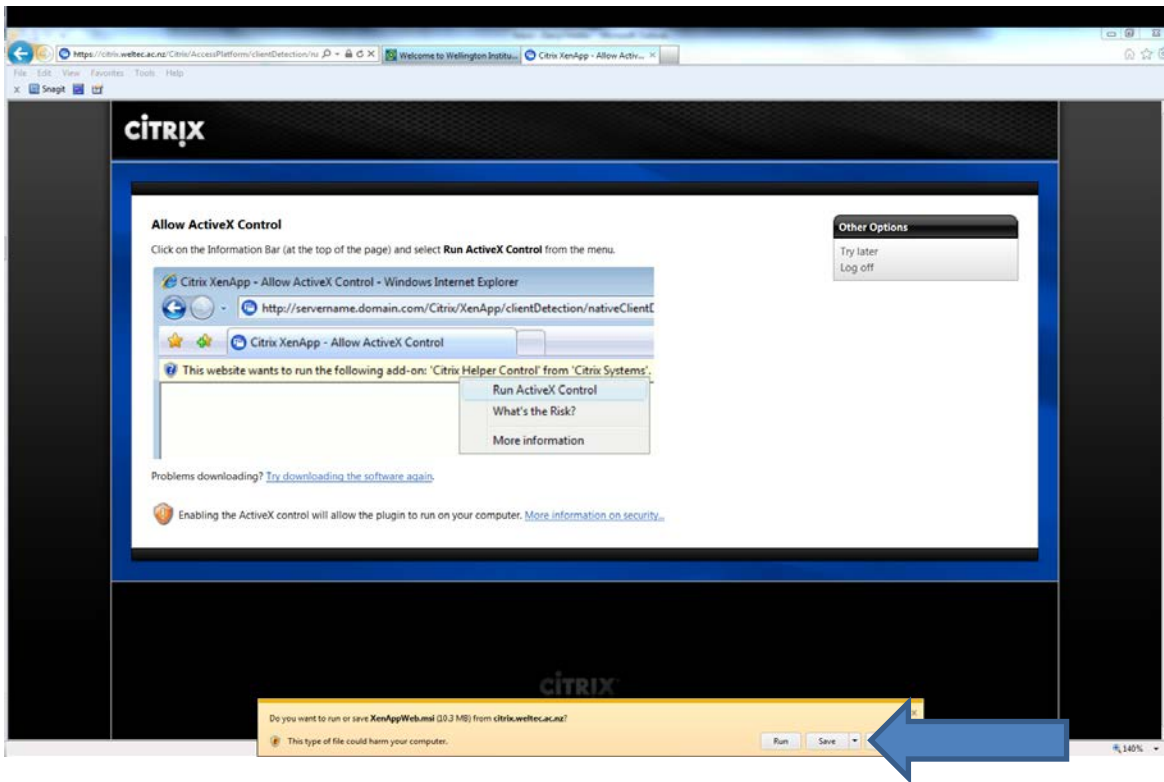 https://citrix.weltec.ac.nz/Citrix/AccessPlatform/clientDetection/
Welcome to Wellington Institu...
Citrix XenApp - Allow Activ...
File Edit View Favorites Tools Help
x Snagit
CITRIX
Allow ActiveX Control
Click on the Information Bar (at the top of the page) and select Run ActiveX Control from the menu.
Other Options
Try later
Log off
Citrix XenApp - Allow ActiveX Control - Windows Internet Explorer
http://servername.domain.com/Citrix/XenApp/clientDetection/nativeClientD
Citrix XenApp - Allow ActiveX Control
This website wants to run the following add-on: 'Citrix Helper Control' from 'Citrix Systems',
Run ActiveX Control
What's the Risk?
More information
Problems downloading? Try downloading the software again.
Enabling the ActiveX control will allow the plugin to run on your computer. More information on security...
CITRIX
Do you want to run or save XenAppWeb.msi (10.3 MB) from citrix.weltec.ac.nz?
This type of file could harm your computer.
Run Save
140%